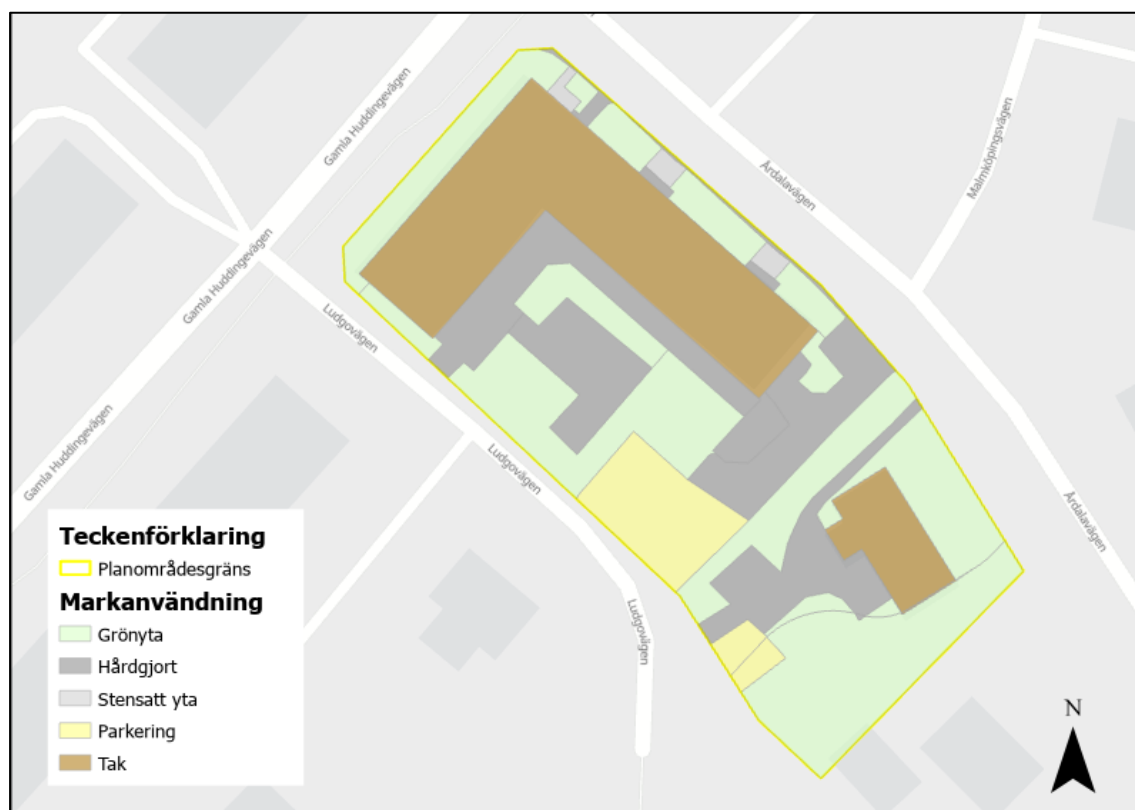 Gamla Huddingevägen
Årdalavägen
Malmköpingsvägen
Gamla Huddingevägen
Ludgovägen
Gamla Huddingevägen
Ludgovägen
Årdalavägen
Ludgovägen
Teckenförklaring
Planområdesgräns
Markanvändning
Grönyta
Hårdgjort
Stensatt yta
Parkering
Tak
N